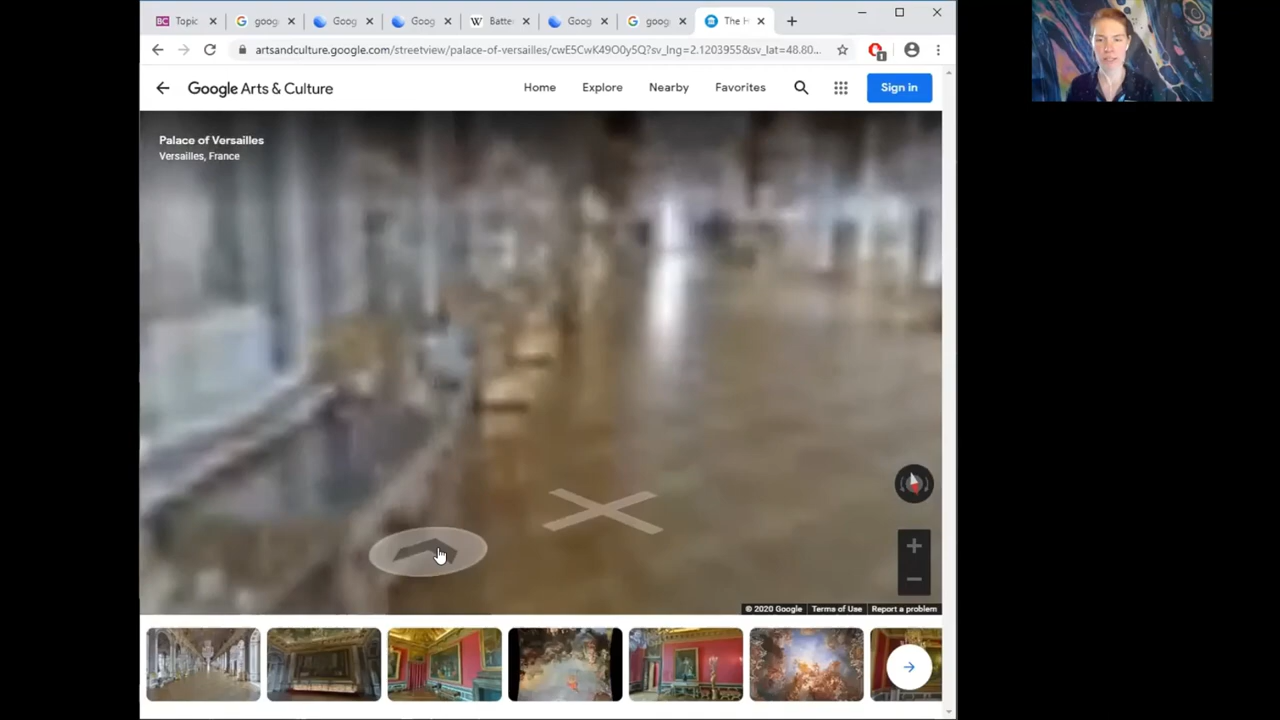 BC Topic
goog
Goog
Goog
W Batte
Goog
goog
The H
artsandculture.google.com/streetview/palace-of-versailles/cwE5CwK49O0y5Q?sv_lng=2.1203955&sv_lat=48.80...
1
Google Arts & Culture
Home
Explore
Nearby
Favorites
Sign in
Palace of Versailles
Versailles, France
© 2020 Google
Terms of Use
Report a problem